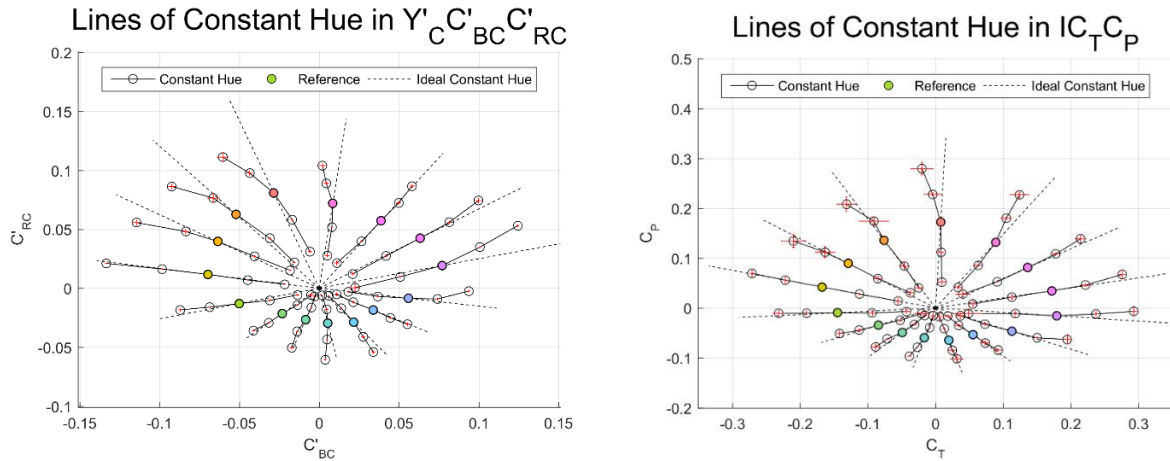 Lines of Constant Hue in Y'CC'BCC'RC
0.2
Constant Hue
Reference
Ideal Constant Hue
0.15
0.1
0.05
0
-0.05
-0.1
C'RC
-0.15
-0.1
-0.05
0
0.05
0.1
0.15
C'BC
Lines of Constant Hue in ICTCP
0.5
Constant Hue
Reference
Ideal Constant Hue
0.4
0.3
0.2
0.1
0
-0.1
-0.2
CP
-0.3
-0.2
-0.1
0
0.1
0.2
0.3
CT